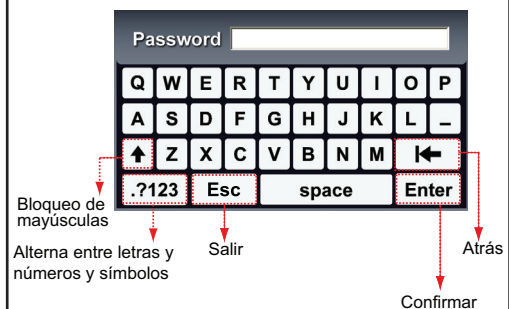 Password
Q W E R T Y U I O P
A S D F G H J K L _
Z X C V B N M
.?123 Esc space Enter
Bloqueo de
mayúsculas
Alterna entre letras y
números y símbolos
Salir
Atrás
Confirmar